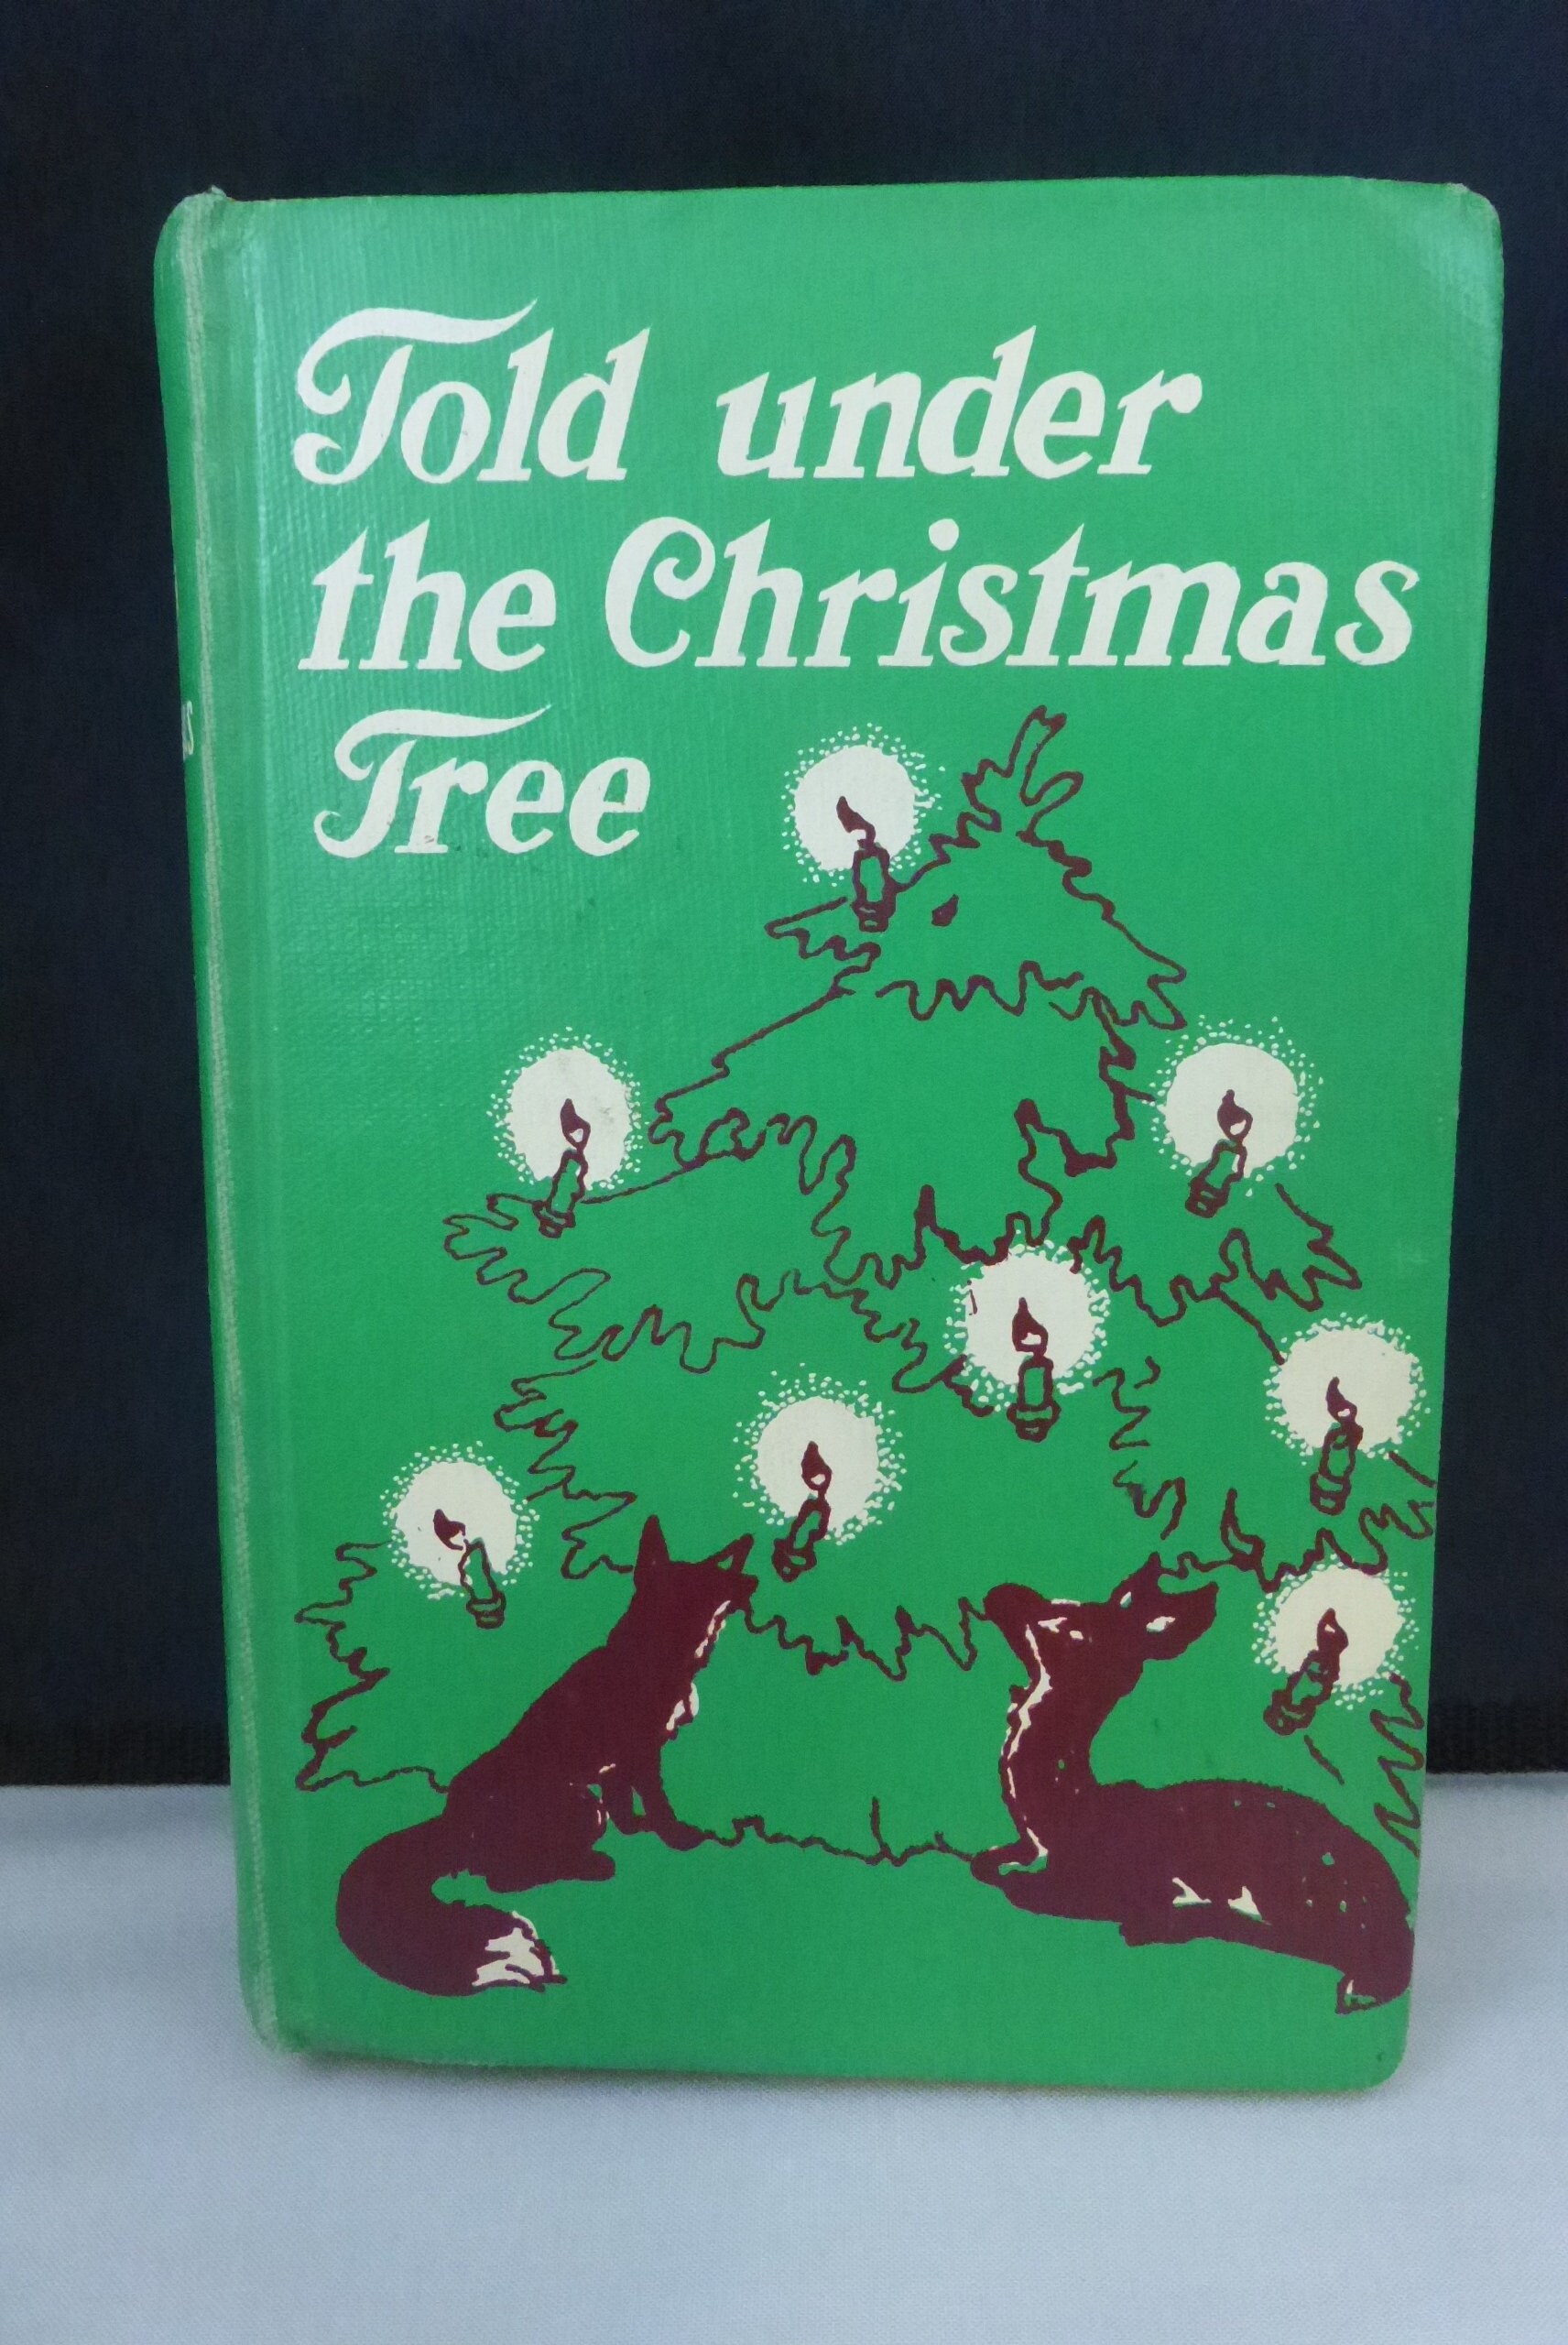 Told under
the Christmas
Tree